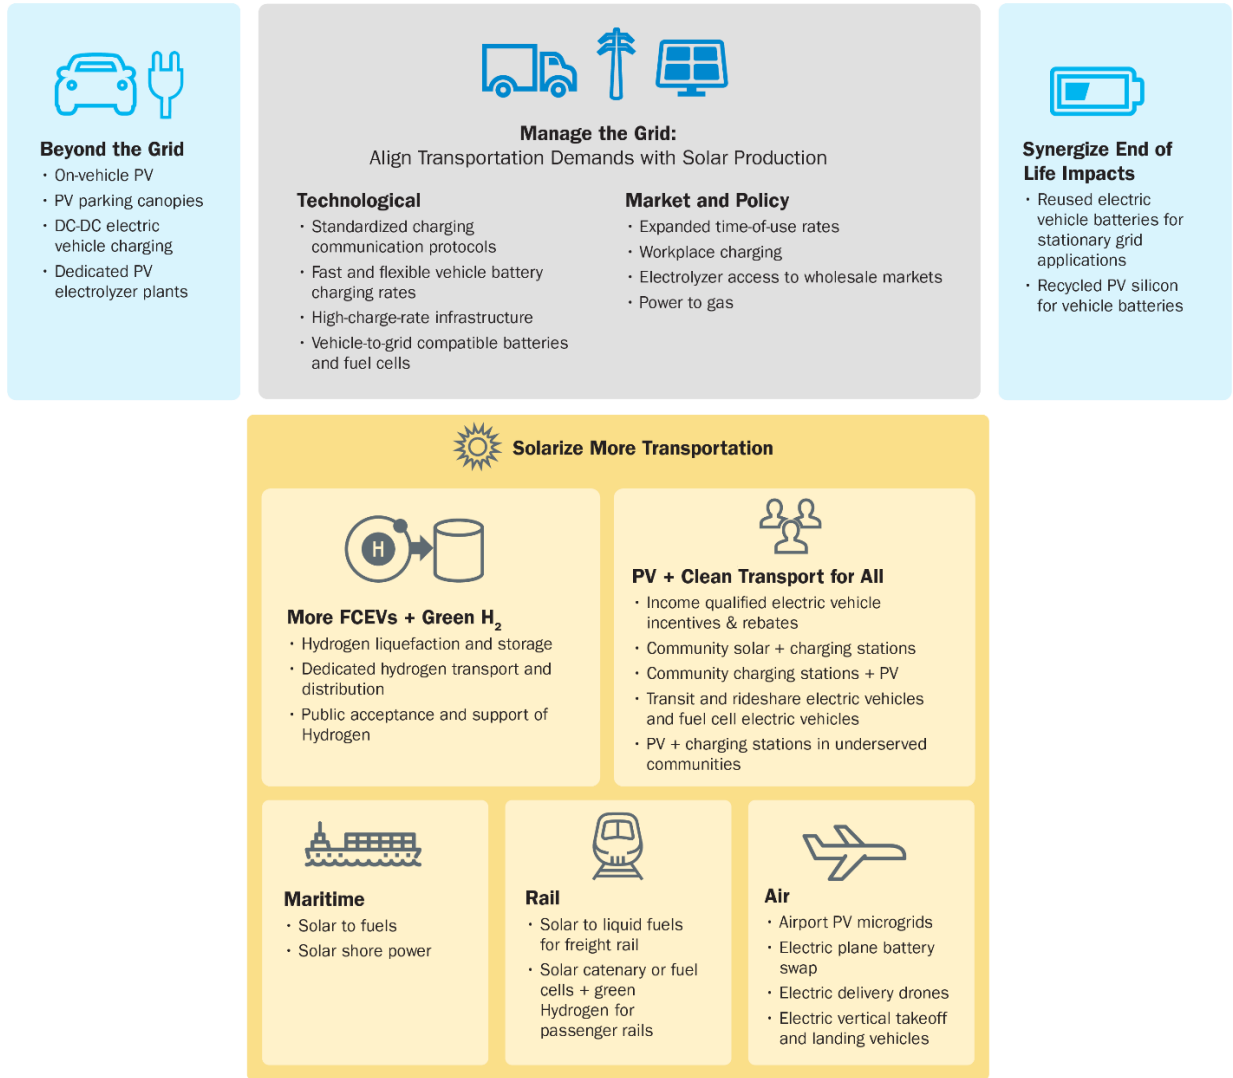 Beyond the Grid
· On-vehicle PV
· PV parking canopies
· DC-DC electric
vehicle charging
· Dedicated PV
electrolyzer plants
Manage the Grid:
Align Transportation Demands with Solar Production
Technological
· Standardized charging
communication protocols
· Fast and flexible vehicle battery
charging rates
· High-charge-rate infrastructure
· Vehicle-to-grid compatible batteries
and fuel cells
Market and Policy
· Expanded time-of-use rates
· Workplace charging
· Electrolyzer access to wholesale markets
· Power to gas
Synergize End of
Life Impacts
· Reused electric
vehicle batteries for
stationary grid
applications
· Recycled PV silicon
for vehicle batteries
Solarize More Transportation
H
More FCEVs + Green H₂
· Hydrogen liquefaction and storage
· Dedicated hydrogen transport and
distribution
· Public acceptance and support of
Hydrogen
PV + Clean Transport for All
· Income qualified electric vehicle
incentives & rebates
· Community solar + charging stations
· Community charging stations + PV
· Transit and rideshare electric vehicles
and fuel cell electric vehicles
· PV + charging stations in underserved
communities
Maritime
· Solar to fuels
· Solar shore power
Rail
· Solar to liquid fuels
for freight rail
· Solar catenary or fuel
cells + green
Hydrogen for
passenger rails
Air
· Airport PV microgrids
· Electric plane battery
swap
· Electric delivery drones
· Electric vertical takeoff
and landing vehicles